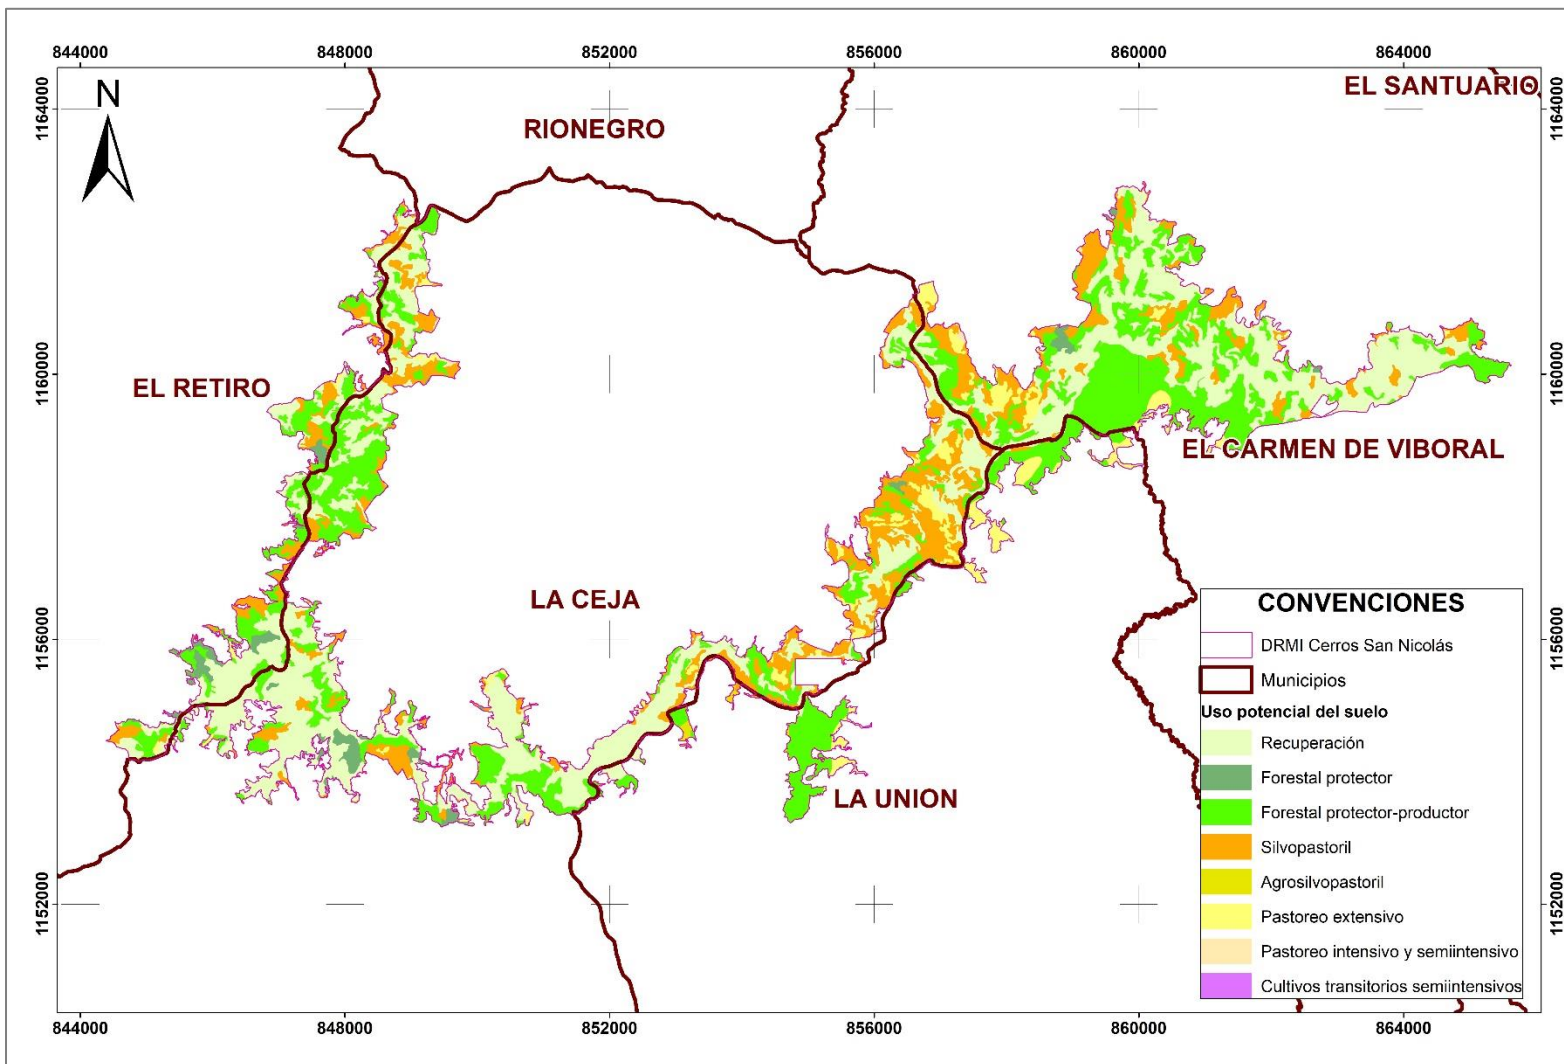 844000
848000
852000
856000
860000
864000
N
1164000
1164000
EL SANTUARIO
RIONEGRO
1160000
1160000
EL RETIRO
EL CARMEN DE VIBORAL
LA CEJA
1156000
1156000
LA UNION
1152000
1152000
CONVENCIONES
DRMI Cerros San Nicolás
Municipios
Uso potencial del suelo
Recuperación
Forestal protector
Forestal protector-productor
Silvopastoril
Agrosilvopastoril
Pastoreo extensivo
Pastoreo intensivo y semiintensivo
Cultivos transitorios semiintensivos
844000
848000
852000
856000
860000
864000